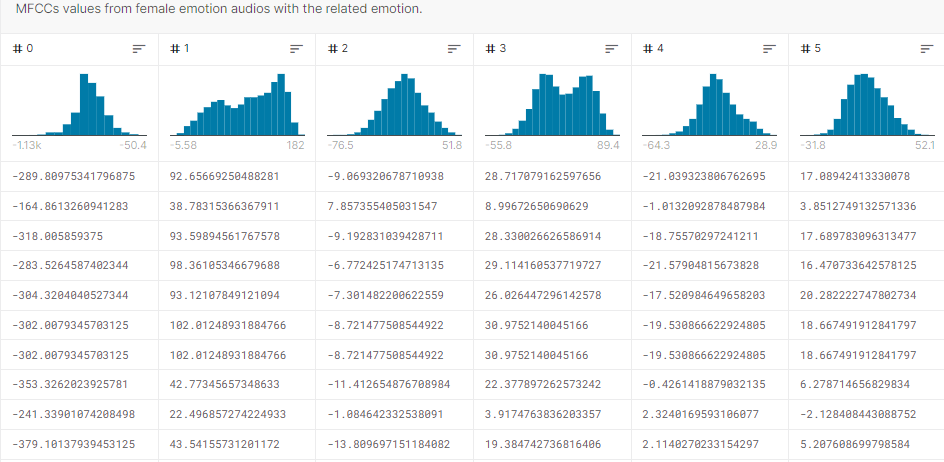 MFCCs values from female emotion audios with the related emotion.
# 0 # 1 # 2 # 3 # 4 # 5
-1.13k -50.4 -5.58 182 -76.5 51.8 -55.8 89.4 -64.3 28.9 -31.8 52.1
-289.80975341796875 92.65669250488281 -9.069320678710938 28.717079162597656 -21.039323806762695 17.08942413330078
-164.8613260941283 38.78315366367911 7.857355405031547 8.99672650690629 -1.0132092878487984 3.8512749132571336
-318.005859375 93.59894561767578 -9.192831039428711 28.330026626586914 -18.75570297241211 17.689783096313477
-283.5264587402344 98.36105346679688 -6.772425174713135 29.114160537719727 -21.57904815673828 16.470733642578125
-304.3204040527344 93.12107849121094 -7.301482200622559 26.026447296142578 -17.520984649658203 20.282222747802734
-302.0079345703125 102.01248931884766 -8.721477508544922 30.9752140045166 -19.530866622924805 18.667491912841797
-302.0079345703125 102.01248931884766 -8.721477508544922 30.9752140045166 -19.530866622924805 18.667491912841797
-353.3262023925781 42.77345657348633 -11.412654876708984 22.377897262573242 -0.4261418879032135 6.278714656829834
-241.33901074208498 22.496857274224933 -1.084642332538091 3.9174763836203357 2.3240169593106077 -2.128408443088752
-379.10137939453125 43.54155731201172 -13.809697151184082 19.384742736816406 2.1140270233154297 5.207608699798584